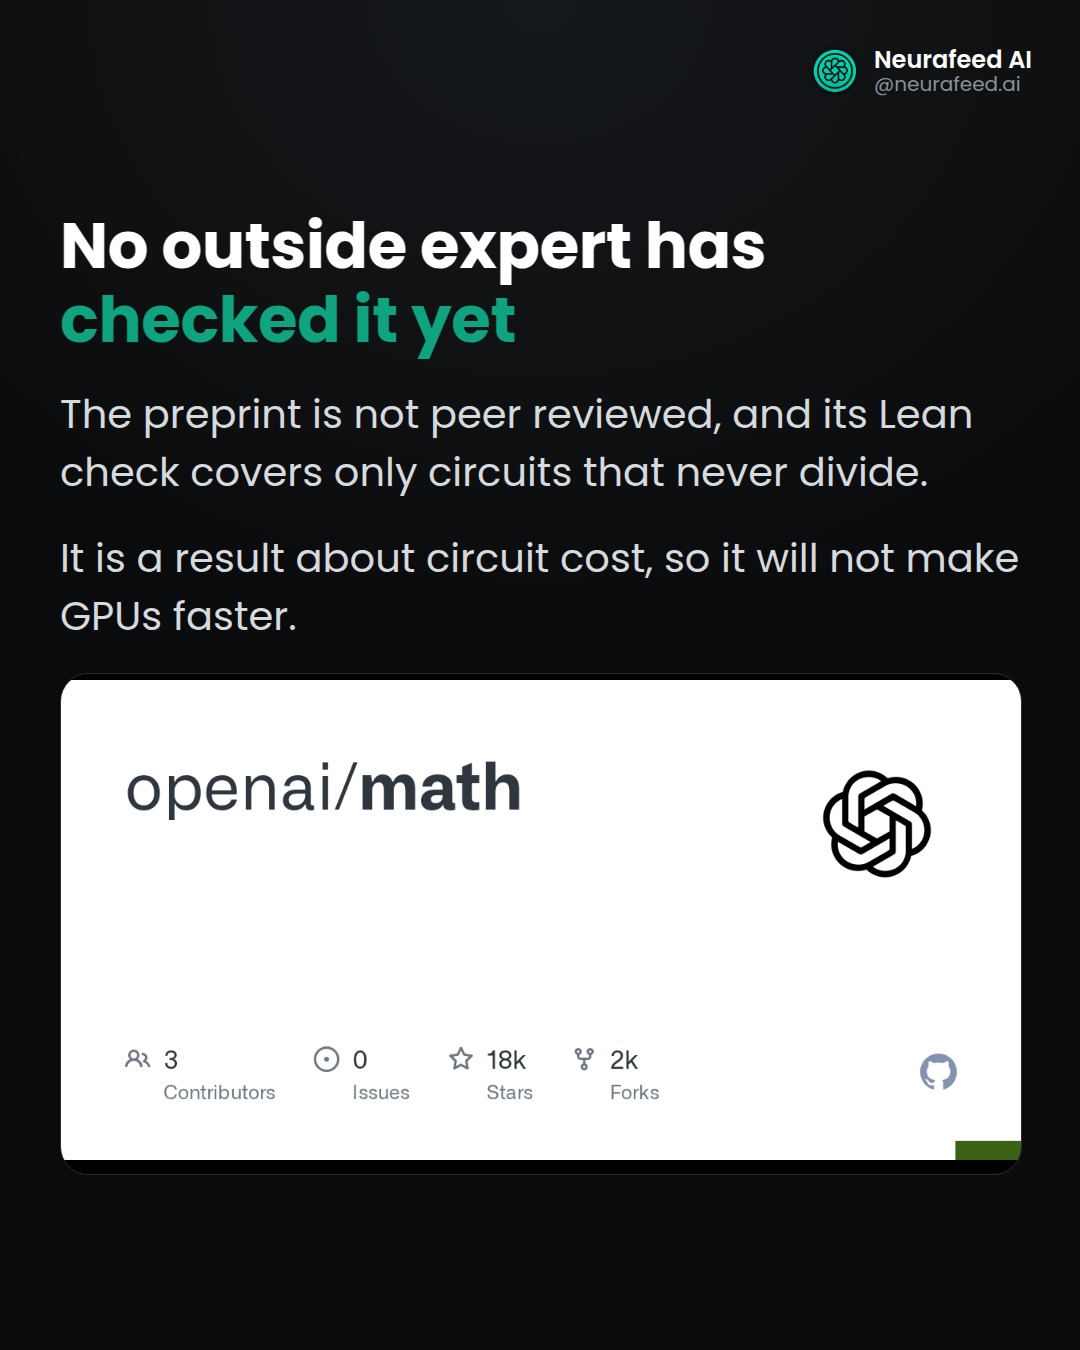 Neurafeed AI
@neurafeed.ai
No outside expert has
checked it yet
The preprint is not peer reviewed, and its Lean
check covers only circuits that never divide.
It is a result about circuit cost, so it will not make
GPUs faster.
openai/math
3
Contributors
0
Issues
18k
Stars
2k
Forks